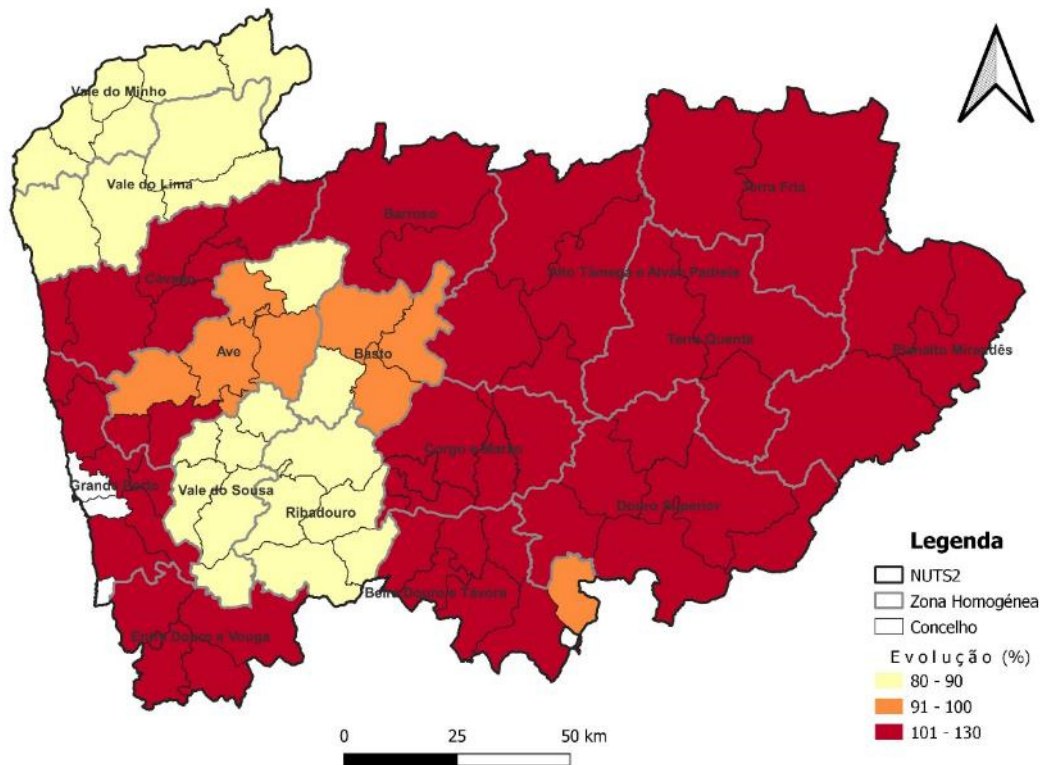 Vale do Minho
Vale do Lima
Terra Fria
Barroso
Cávado
Alto Tâmega e Alvão Padrela
Ave
Basto
Terra Quente
Planalto Mirandês
Corgo e Marão
Grande Porto
Vale do Sousa
Ribadouro
Douro Superior
Beira Douro e Távora
Entre Douro e Vouga
Legenda
NUTS2
Zona Homogénea
Concelho
Evolução (%)
80 - 90
91 - 100
101 - 130
0 25 50 km